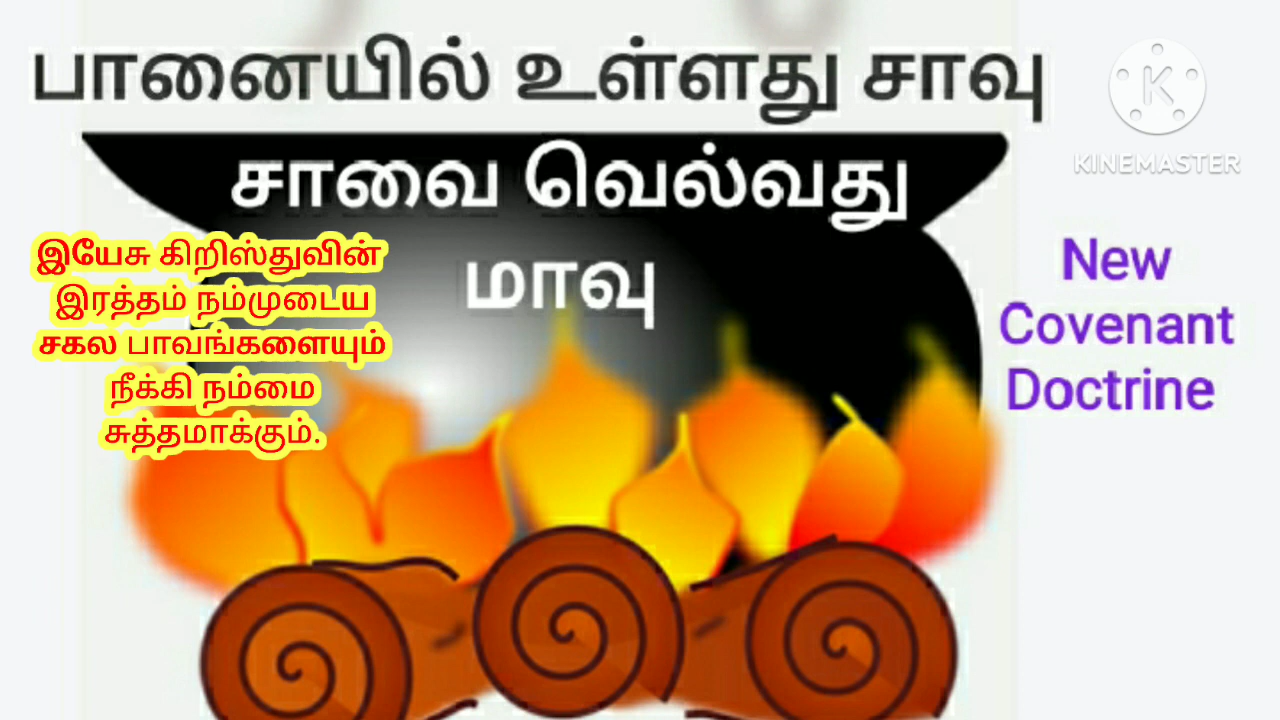 பானையில் உள்ளது சாவு
சாவை வெல்வது
மாவு
இயேசு கிறிஸ்துவின்
இரத்தம் நம்முடைய
சகல பாவங்களையும்
நீக்கி நம்மை
சுத்தமாக்கும்.
New
Covenant
Doctrine
K
KINEMASTER